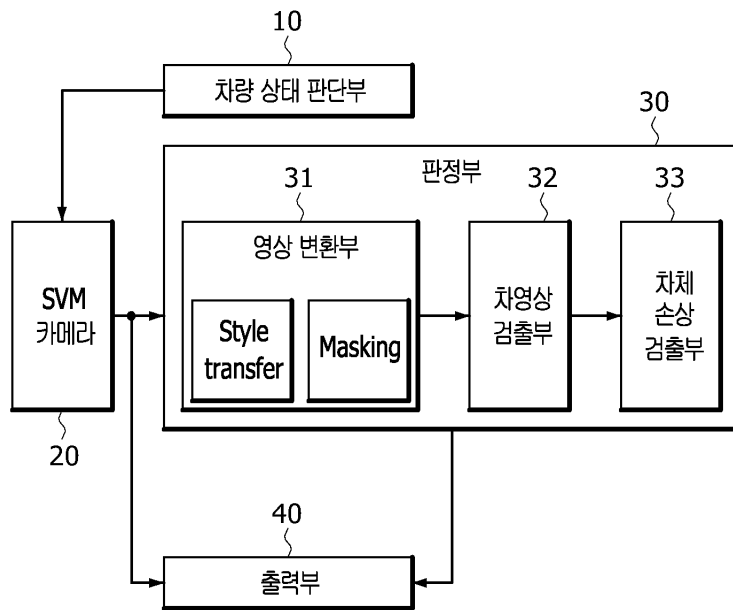 10
차량 상태 판단부
30
판정부
31
영상 변환부
Style
transfer
Masking
32
차영상
검출부
33
차체
손상
검출부
SVM
카메라
20
40
출력부